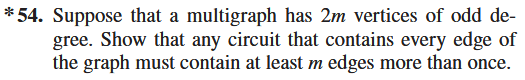 *54. Suppose that a multigraph has 2m vertices of odd de-
gree. Show that any circuit that contains every edge of
the graph must contain at least m edges more than once.